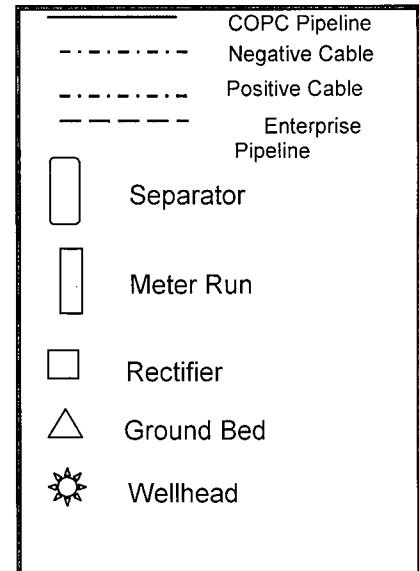 COPC Pipeline
Negative Cable
Positive Cable
Enterprise
Pipeline
Separator
Meter Run
Rectifier
Ground Bed
Wellhead